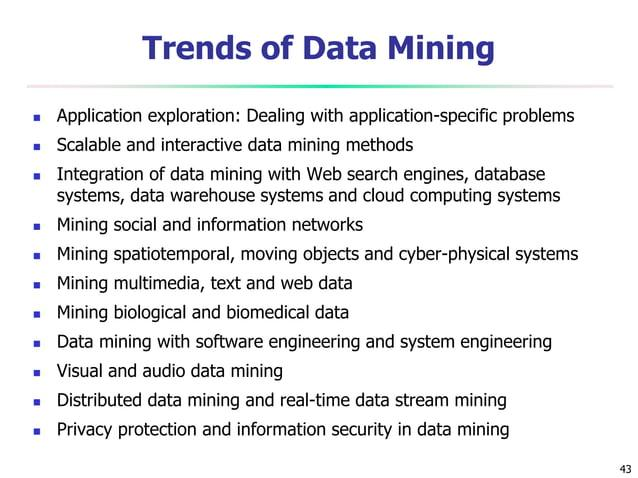 Trends of Data Mining
Application exploration: Dealing with application-specific problems
Scalable and interactive data mining methods
Integration of data mining with Web search engines, database
systems, data warehouse systems and cloud computing systems
Mining social and information networks
Mining spatiotemporal, moving objects and cyber-physical systems
Mining multimedia, text and web data
Mining biological and biomedical data
Data mining with software engineering and system engineering
Visual and audio data mining
Distributed data mining and real-time data stream mining
Privacy protection and information security in data mining
43